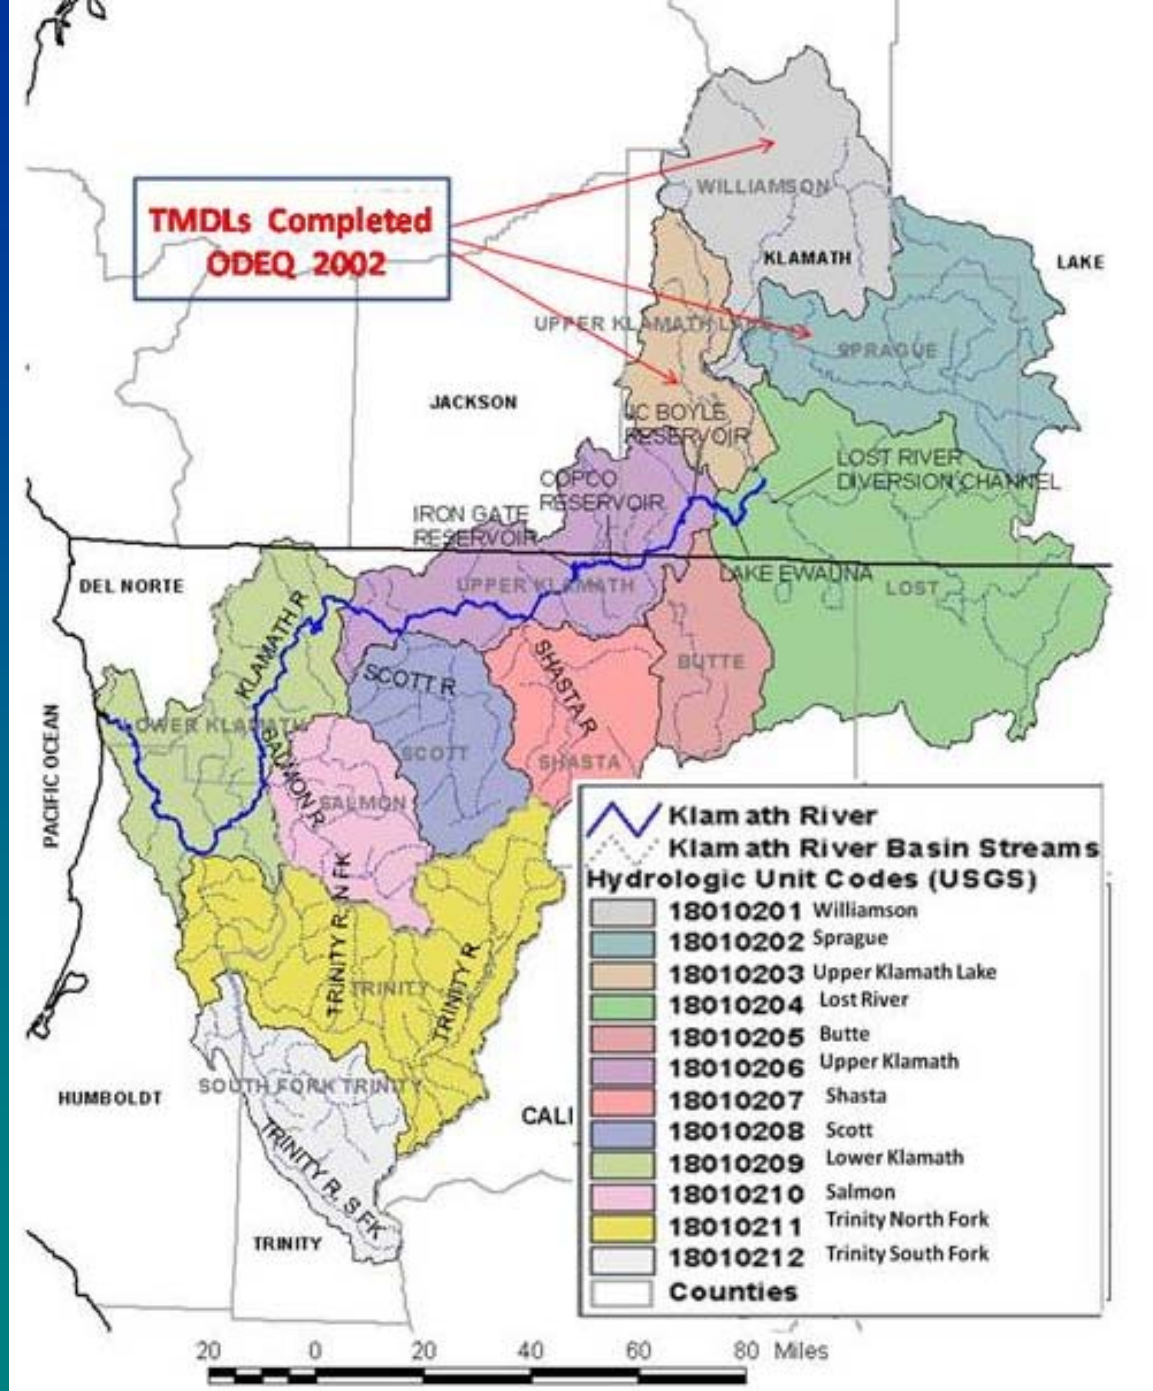 WILLIAMSON
TMDLs Completed
ODEQ 2002
KLAMATH
LAKE
UPPER KLAMATH LAKE
SPRAGUE
JACKSON
JC BOYLE
RESERVOIR
LOST RIVER
DIVERSION CHANNEL
COPCO
RESERVOIR
IRON GATE
RESERVOIR
LAKE EWAUNA
DEL NORTE
UPPER KLAMATH
LOST
KLAMATH R
SHASTA R
SCOTT R
BUTTE
PACIFIC OCEAN
OWER KLAMATH
SALMON R
SCOTT
SHASTA
SALMON
TRINITY R, N FK
TRINITY
TRINITY R
SOUTH FORK TRINITY
HUMBOLDT
CALI
TRINITY R, S FK
TRINITY
Klamath River
Klamath River Basin Streams
Hydrologic Unit Codes (USGS)
18010201 Williamson
18010202 Sprague
18010203 Upper Klamath Lake
18010204 Lost River
18010205 Butte
18010206 Upper Klamath
18010207 Shasta
18010208 Scott
18010209 Lower Klamath
18010210 Salmon
18010211 Trinity North Fork
18010212 Trinity South Fork
Counties
20 0 20 40 60 80 Miles